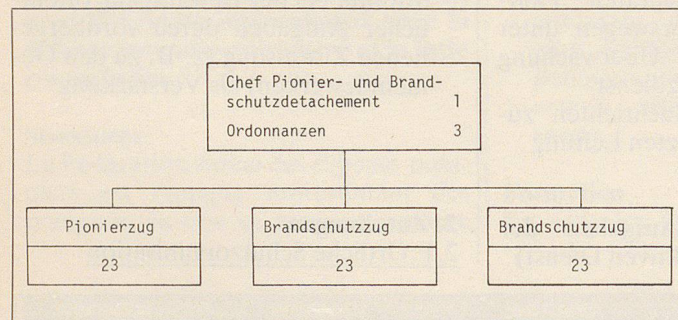 Chef Pionier- und Brand-
schutzdetachement 1
Ordonnanzen 3
Pionierzug Brandschutzzug Brandschutzzug
23 23 23